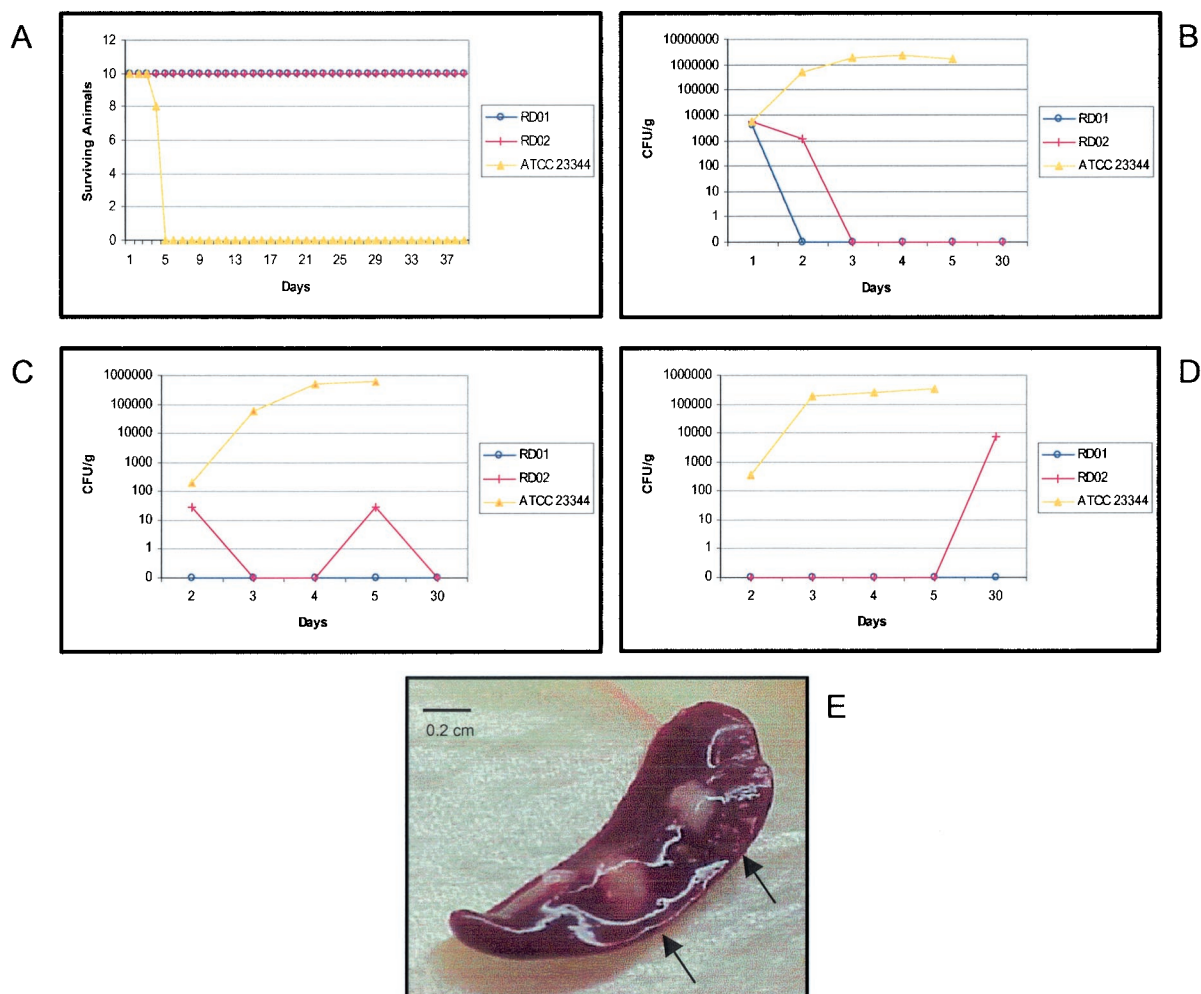 A
12
10
8
6
4
2
0
Surviving Animals
1 5 9 13 17 21 25 29 33 37
Days
RD01
RD02
ATCC 23344
B
10000000
1000000
100000
10000
1000
100
10
1
0
CFU/g
1 2 3 4 5 30
Days
RD01
RD02
ATCC 23344
C
1000000
100000
10000
1000
100
10
1
0
CFU/g
2 3 4 5 30
Days
RD01
RD02
ATCC 23344
D
1000000
100000
10000
1000
100
10
1
0
CFU/g
2 3 4 5 30
Days
RD01
RD02
ATCC 23344
E
0.2 cm